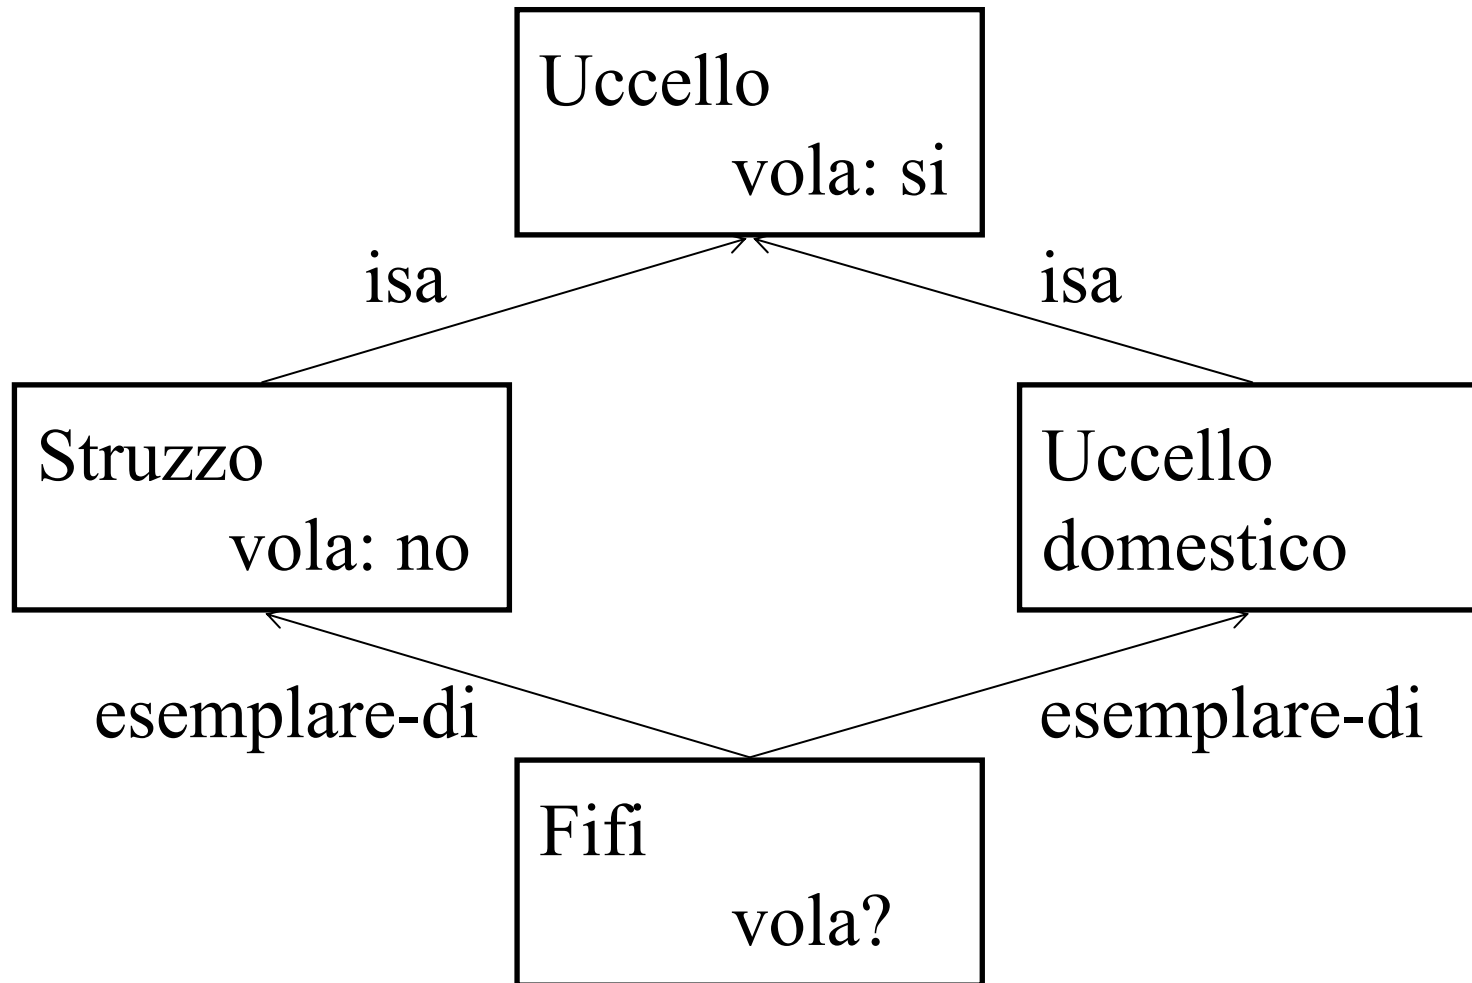 Uccello
vola: si
isa
isa
Struzzo
vola: no
Uccello
domestico
esemplare-di
esemplare-di
Fifi
vola?